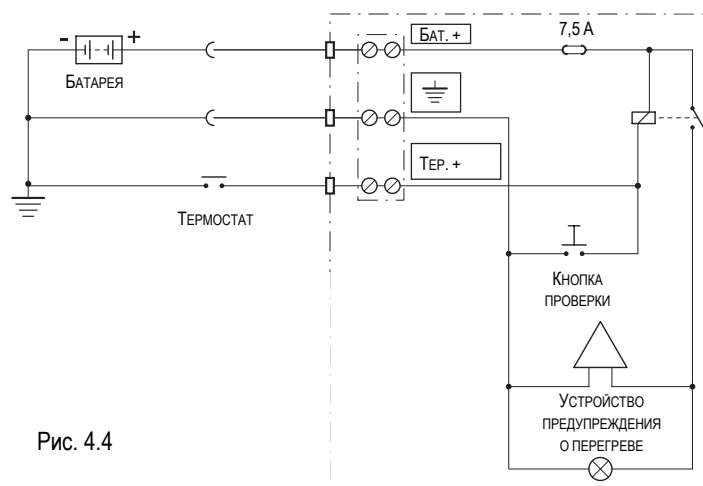 Бат. +
7,5 А
- +
Батарея
Тер. +
Термостат
Кнопка
проверки
Устройство
предупреждения
о перегреве
Рис. 4.4